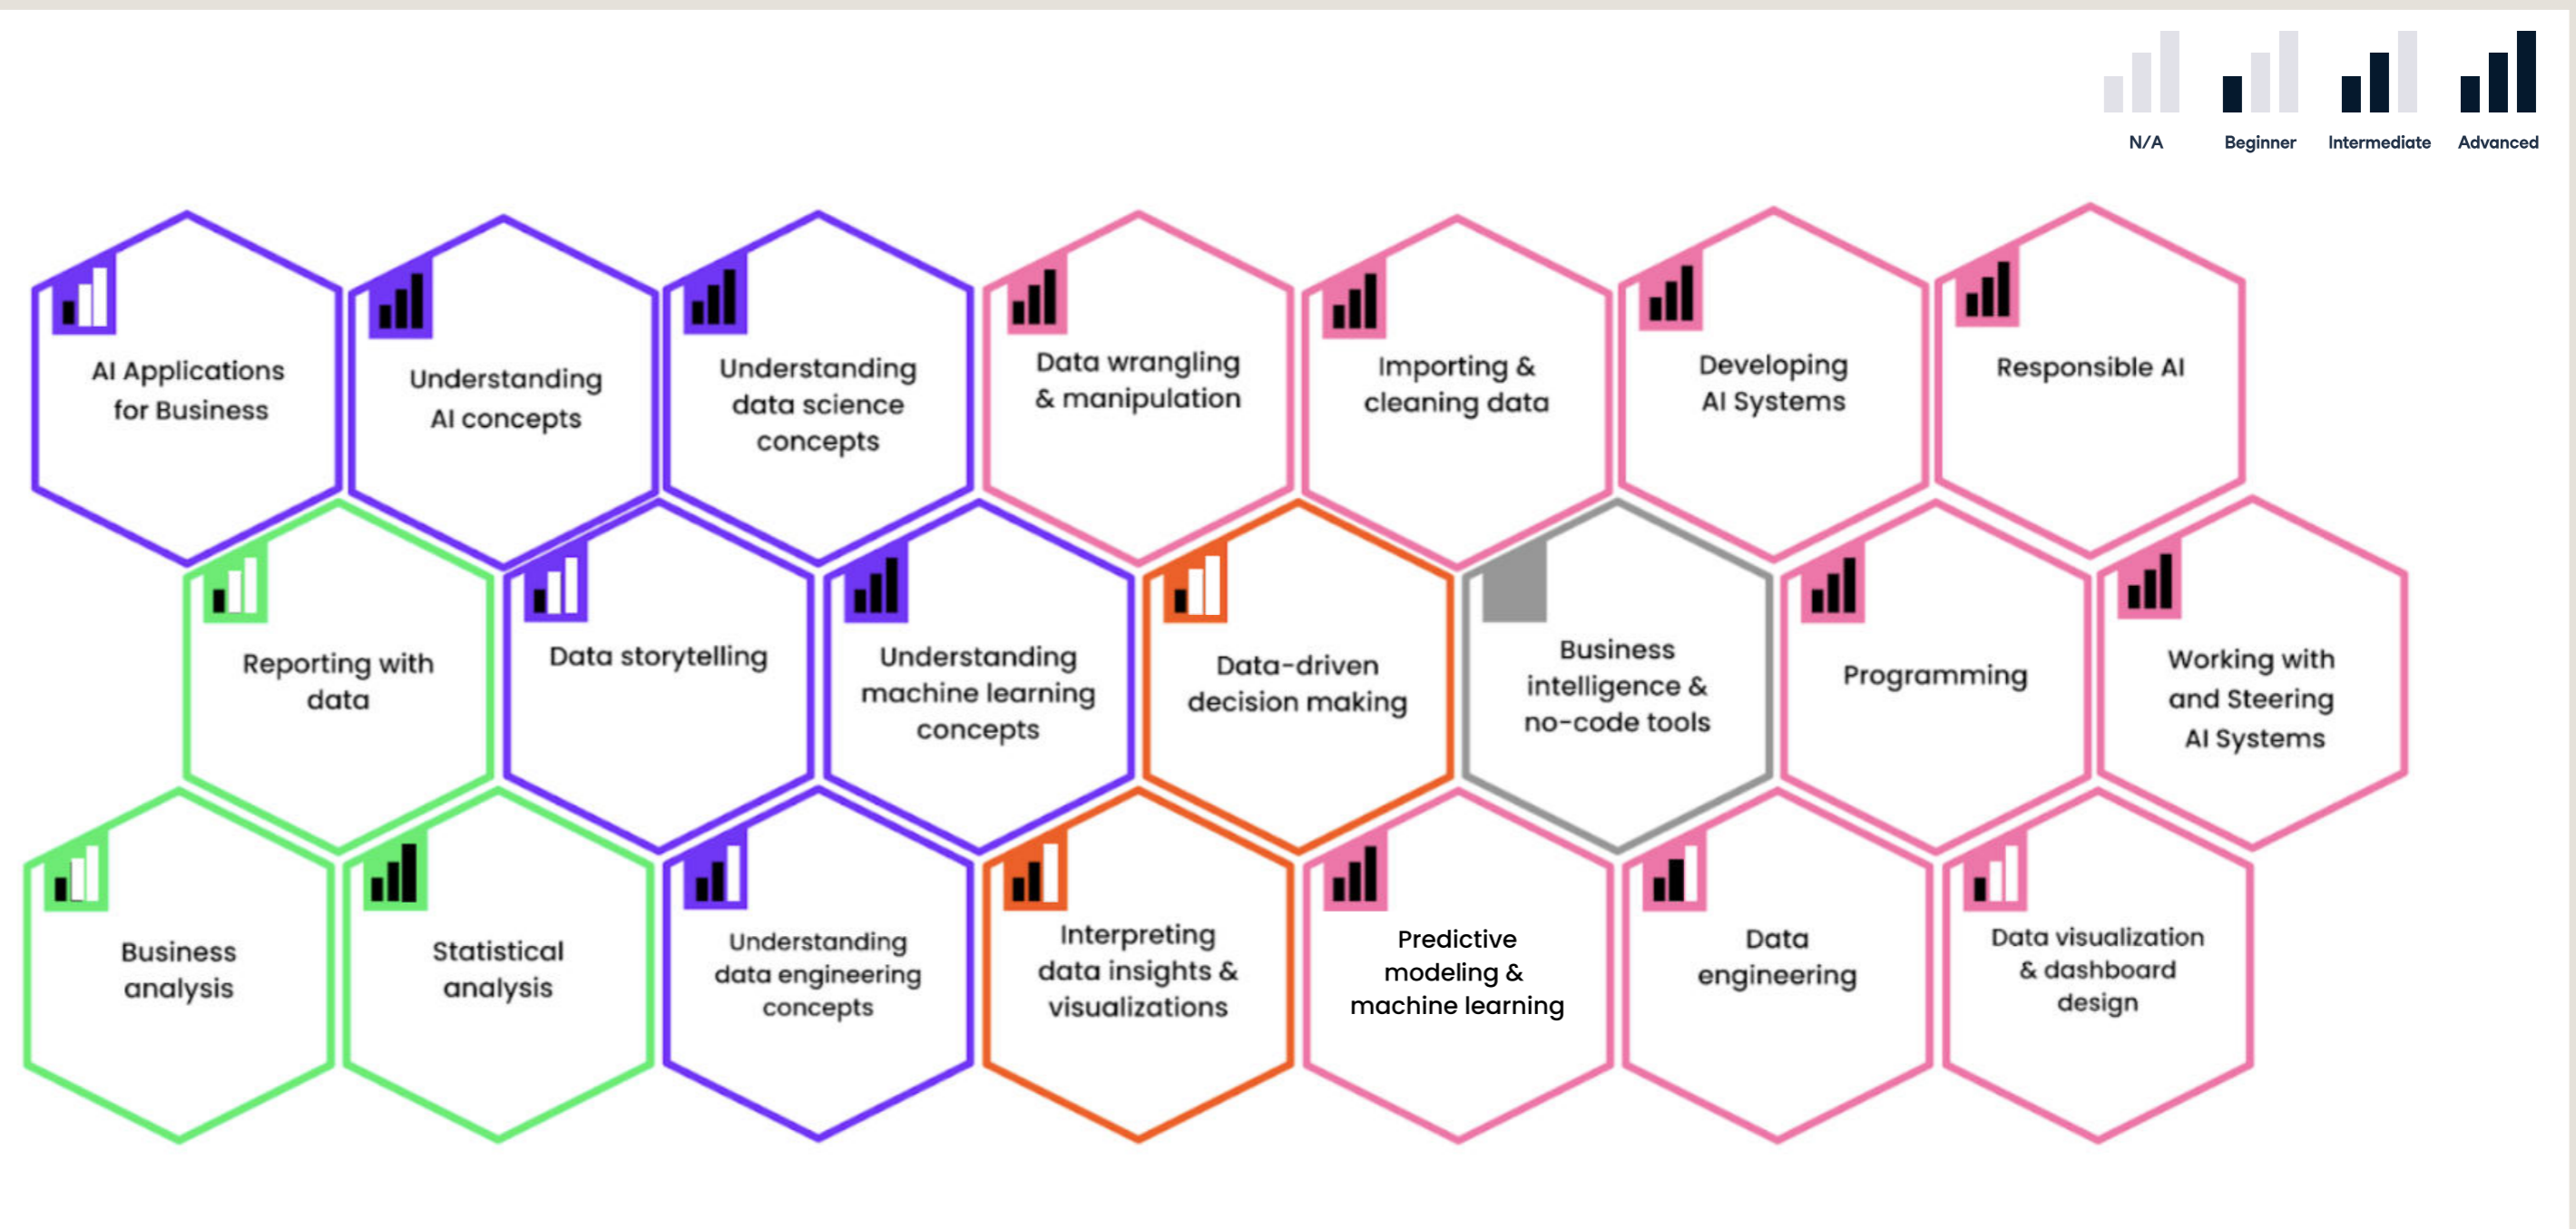 N/A
Beginner
Intermediate
Advanced
AI Applications
for Business
Understanding
AI concepts
Understanding
data science
concepts
Data wrangling
& manipulation
Importing &
cleaning data
Developing
AI Systems
Responsible AI
Reporting with
data
Data storytelling
Understanding
machine learning
concepts
Data-driven
decision making
Business
intelligence &
no-code tools
Programming
Working with
and Steering
AI Systems
Business
analysis
Statistical
analysis
Understanding
data engineering
concepts
Interpreting
data insights &
visualizations
Predictive
modeling &
machine learning
Data
engineering
Data visualization
& dashboard
design